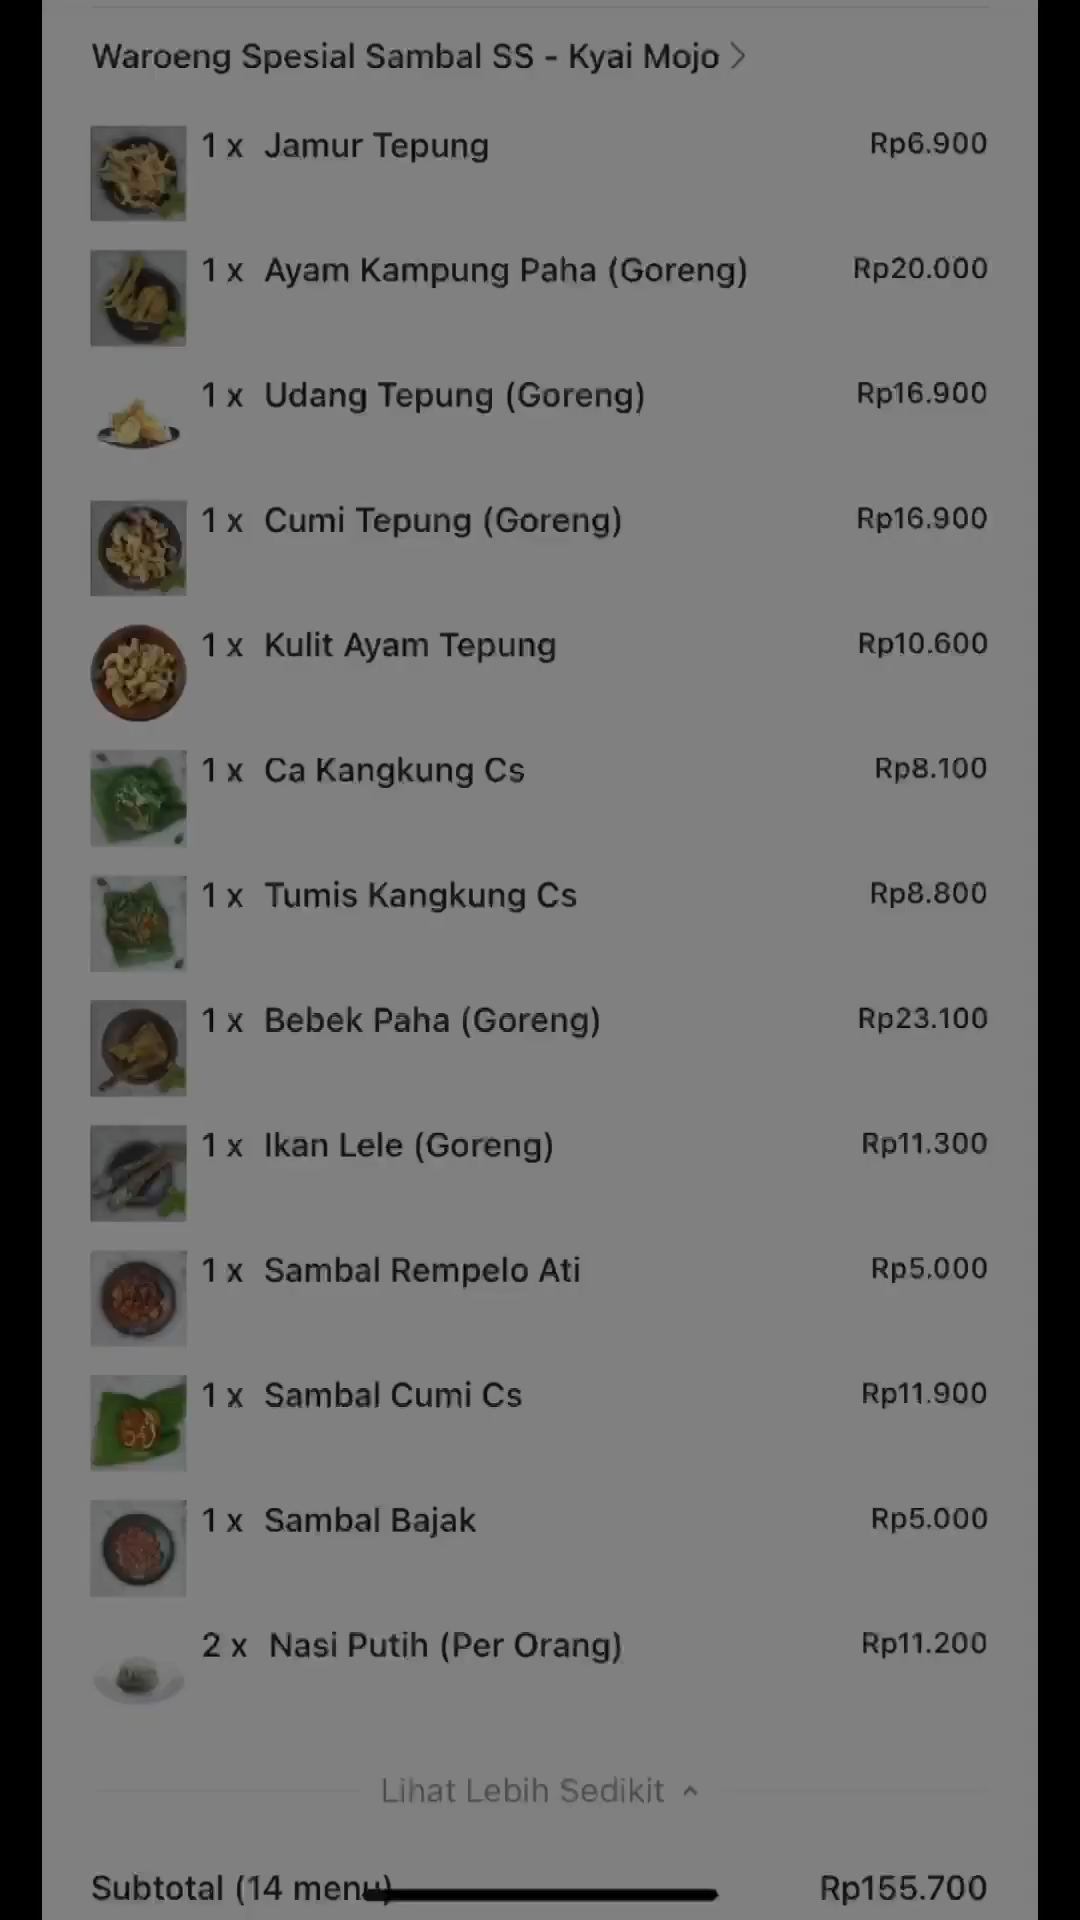 Waroeng Spesial Sambal SS - Kyai Mojo >
1 x Jamur Tepung Rp6.900
1 x Ayam Kampung Paha (Goreng) Rp20.000
1 x Udang Tepung (Goreng) Rp16.900
1 x Cumi Tepung (Goreng) Rp16.900
1 x Kulit Ayam Tepung Rp10.600
1 x Ca Kangkung Cs Rp8.100
1 x Tumis Kangkung Cs Rp8.800
1 x Bebek Paha (Goreng) Rp23.100
1 x Ikan Lele (Goreng) Rp11.300
1 x Sambal Rempelo Ati Rp5.000
1 x Sambal Cumi Cs Rp11.900
1 x Sambal Bajak Rp5.000
2 x Nasi Putih (Per Orang) Rp11.200
Lihat Lebih Sedikit
Subtotal (14 menu) Rp155.700